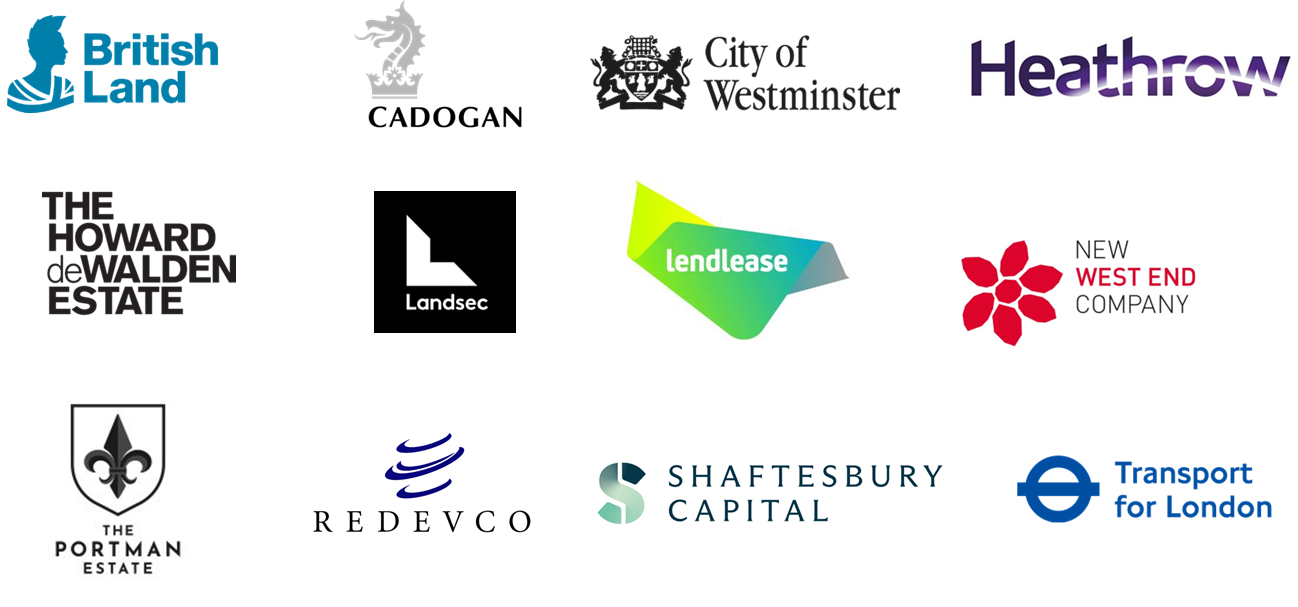 British
Land
CADOGAN
City of
Westminster
Heathrow
THE
HOWARD
deWALDEN
ESTATE
Landsec
lendlease
NEW
WEST END
COMPANY
THE
PORTMAN
ESTATE
REDEVCO
SHAFTESBURY
CAPITAL
Transport
for London